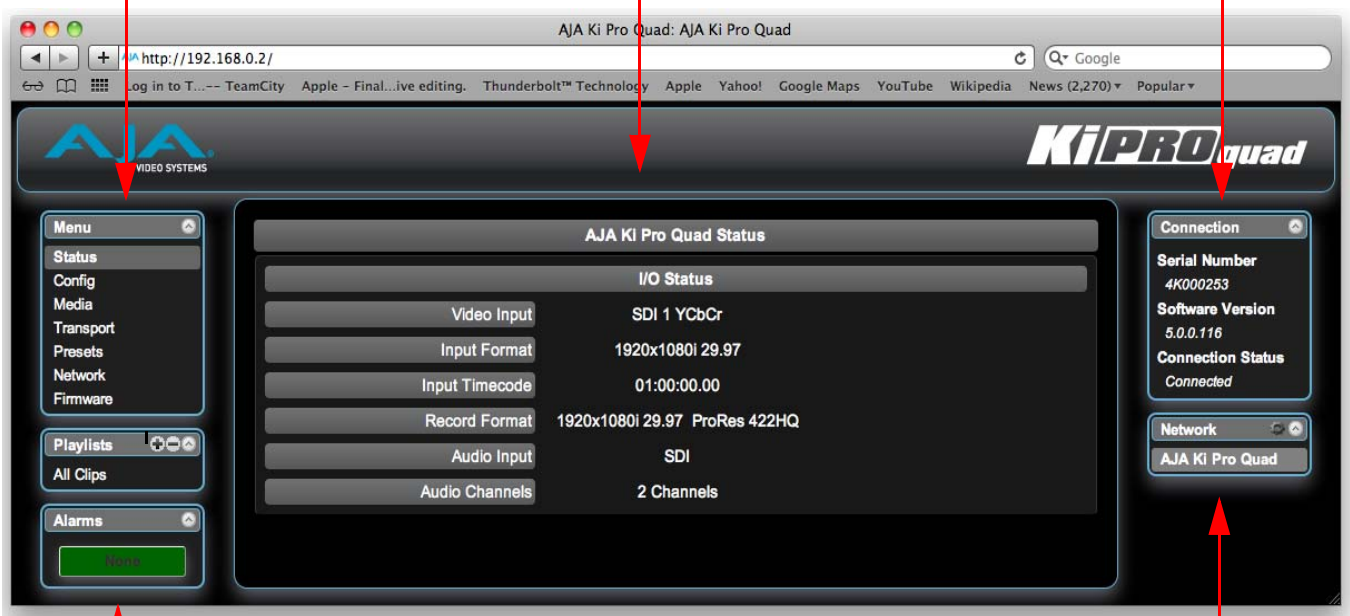 AJA Ki Pro Quad: AJA Ki Pro Quad
http://192.168.0.2/
Google
Log in to T...-- TeamCity Apple - Final...ive editing. Thunderbolt™ Technology Apple Yahoo! Google Maps YouTube Wikipedia News (2,270) Popular
AJA
VIDEO SYSTEMS
KiPRO quad
Menu
Status
Config
Media
Transport
Presets
Network
Firmware
Playlists
All Clips
Alarms
None
AJA Ki Pro Quad Status
I/O Status
Video Input SDI 1 YCbCr
Input Format 1920x1080i 29.97
Input Timecode 01:00:00.00
Record Format 1920x1080i 29.97 ProRes 422HQ
Audio Input SDI
Audio Channels 2 Channels
Connection
Serial Number
4K000253
Software Version
5.0.0.116
Connection Status
Connected
Network
AJA Ki Pro Quad